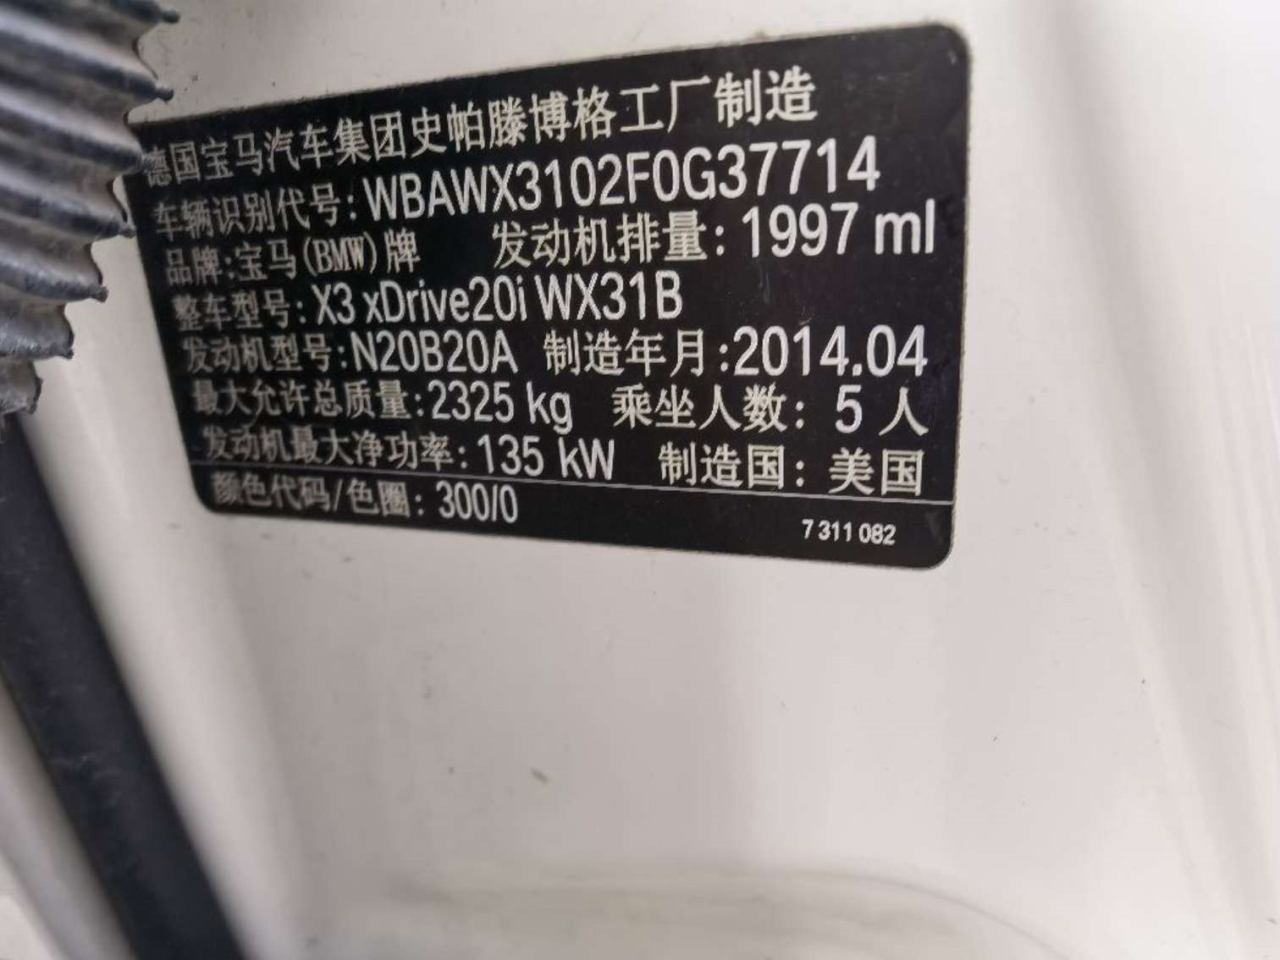 德国宝马汽车集团史帕滕博格工厂制造
车辆识别代号:WBAWX3102F0G37714
品牌:宝马(BMW)牌 发动机排量:1997 ml
整车型号:X3 xDrive20i WX31B
发动机型号:N20B20A 制造年月:2014.04
最大允许总质量:2325 kg 乘坐人数:5人
发动机最大净功率:135 kW 制造国:美国
颜色代码/色圈:300/0
7 311 082